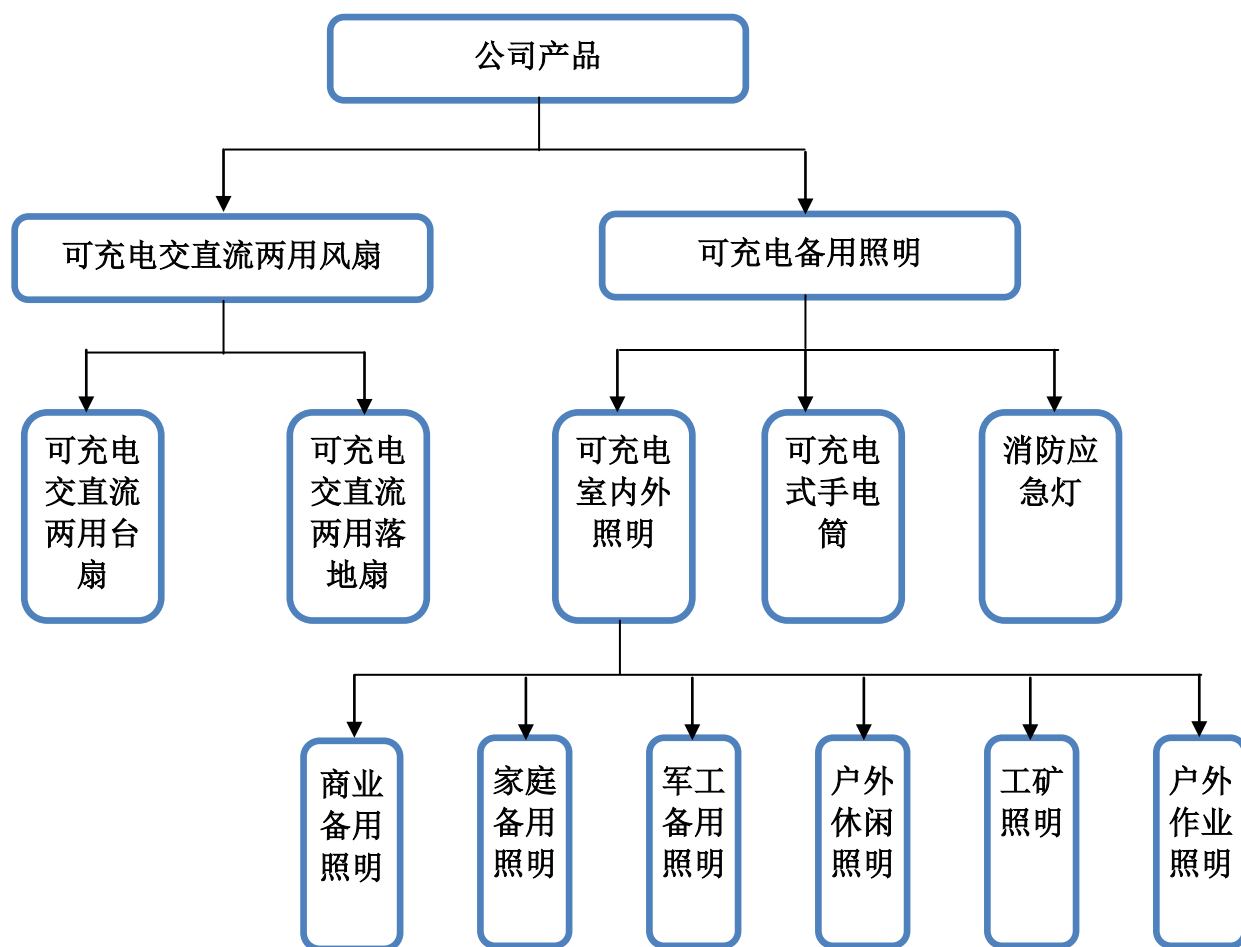 公司产品
可充电交直流两用风扇
可充电备用照明
可充电
交直流
两用台
扇
可充电
交直流
两用落
地扇
可充电
室内外
照明
可充电
式手电
筒
消防应
急灯
商业
备用
照明
家庭
备用
照明
军工
备用
照明
户外
休闲
照明
工矿
照明
户外
作业
照明